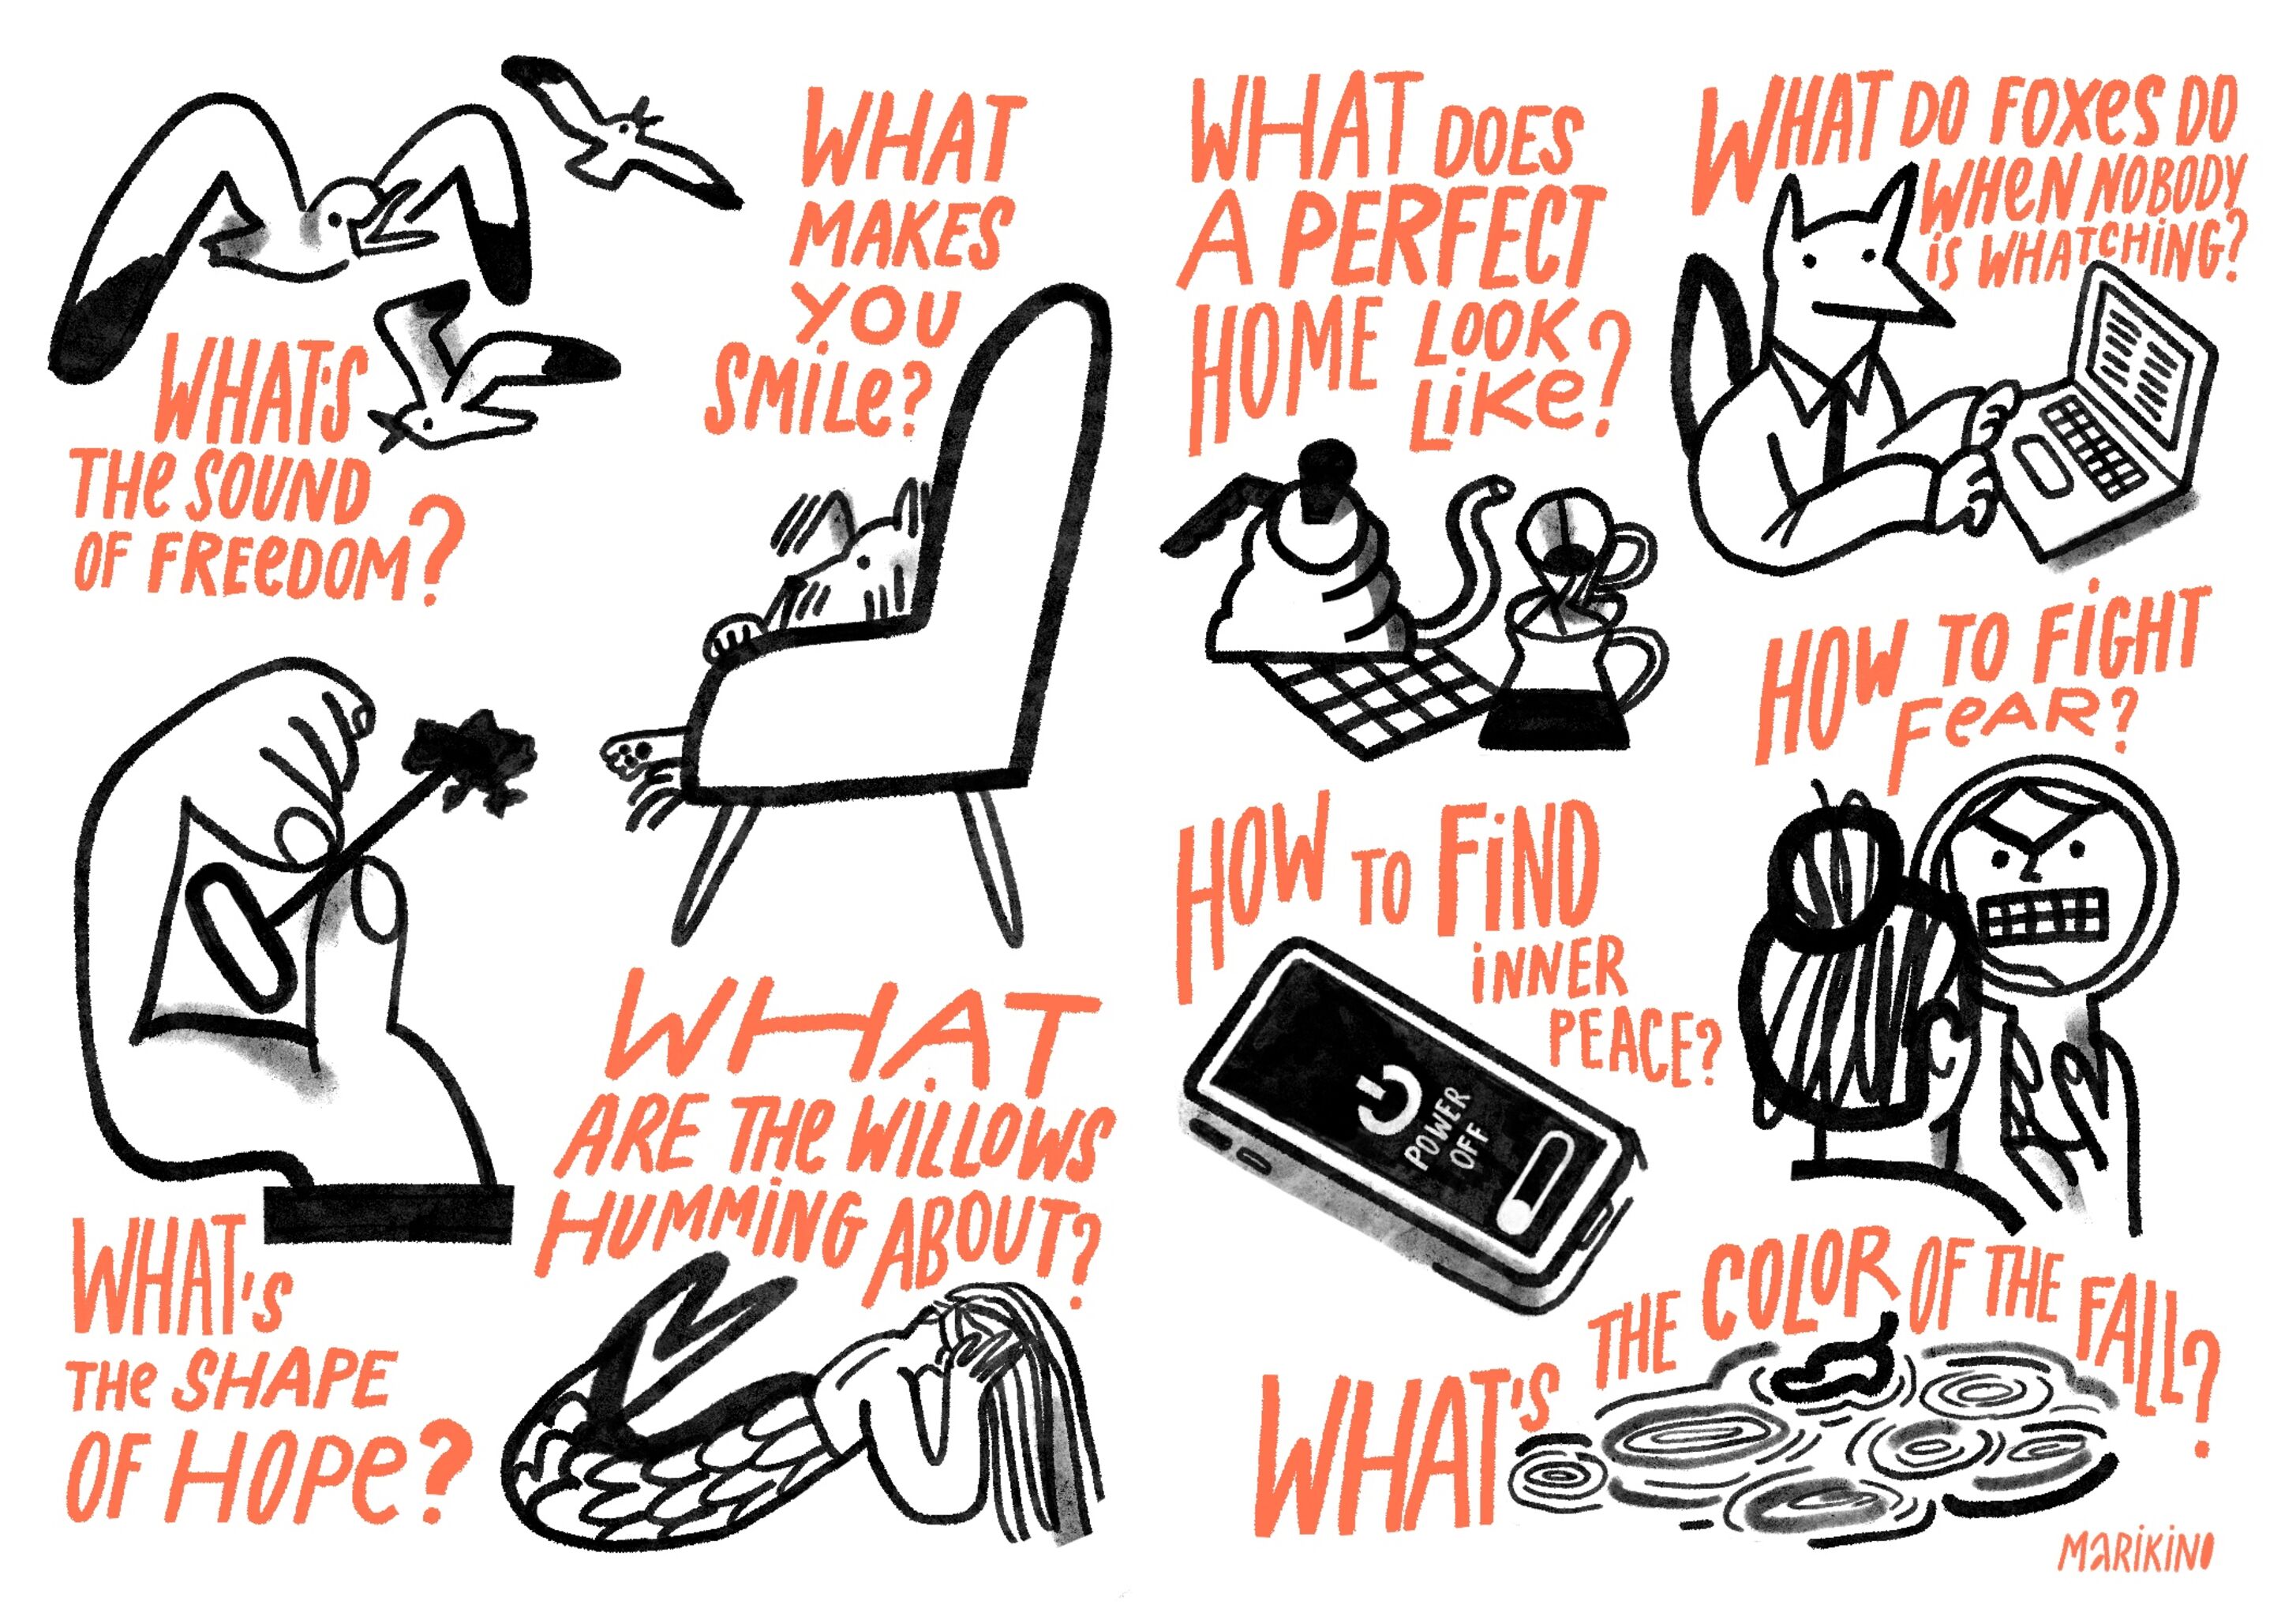 WHAT'S
THE SOUND
OF FREEDOM?
WHAT
MAKES
YOU
SMILE?
WHAT'S
THE SHAPE
OF HOPE?
WHAT
ARE THE WILLOWS
HUMMING ABOUT?
WHAT DOES
A PERFECT
HOME LOOK
LIKE?
WHAT DO FOXES DO
WHEN NOBODY
IS WHATCHING?
HOW TO FIND
INNER
PEACE?
POWER
OFF
HOW TO FIGHT
FEAR?
WHAT'S THE COLOR OF THE FALL?
MARIKINO